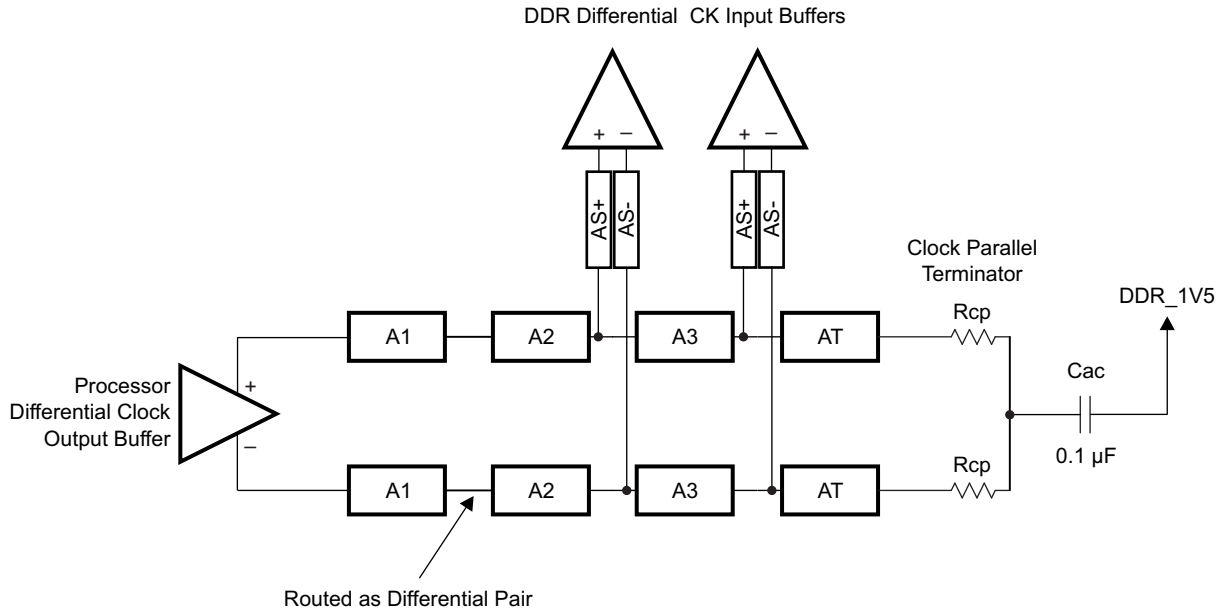 DDR Differential CK Input Buffers
+ –
+ –
AS+
AS-
AS+
AS-
Clock Parallel
Terminator
DDR_1V5
Rcp
A1
A2
A3
AT
Cac
Processor
Differential Clock
Output Buffer
+
–
0.1 µF
Rcp
A1
A2
A3
AT
Routed as Differential Pair